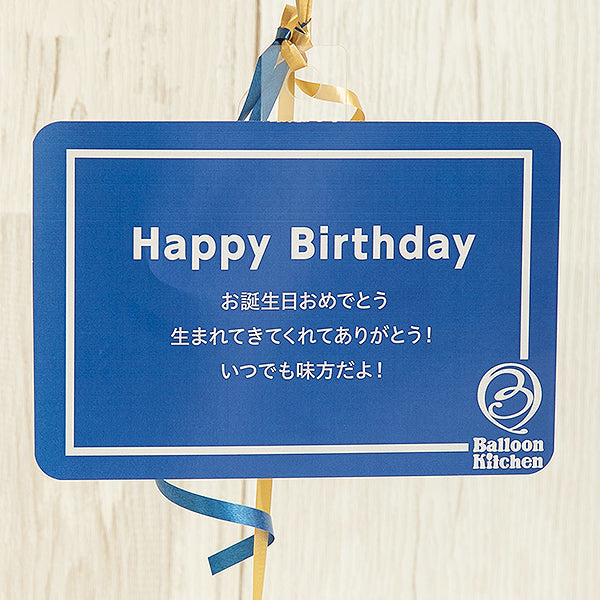 Happy Birthday
お誕生日おめでとう
生まれてきてくれてありがとう！
いつでも味方だよ！
Balloon
Kitchen